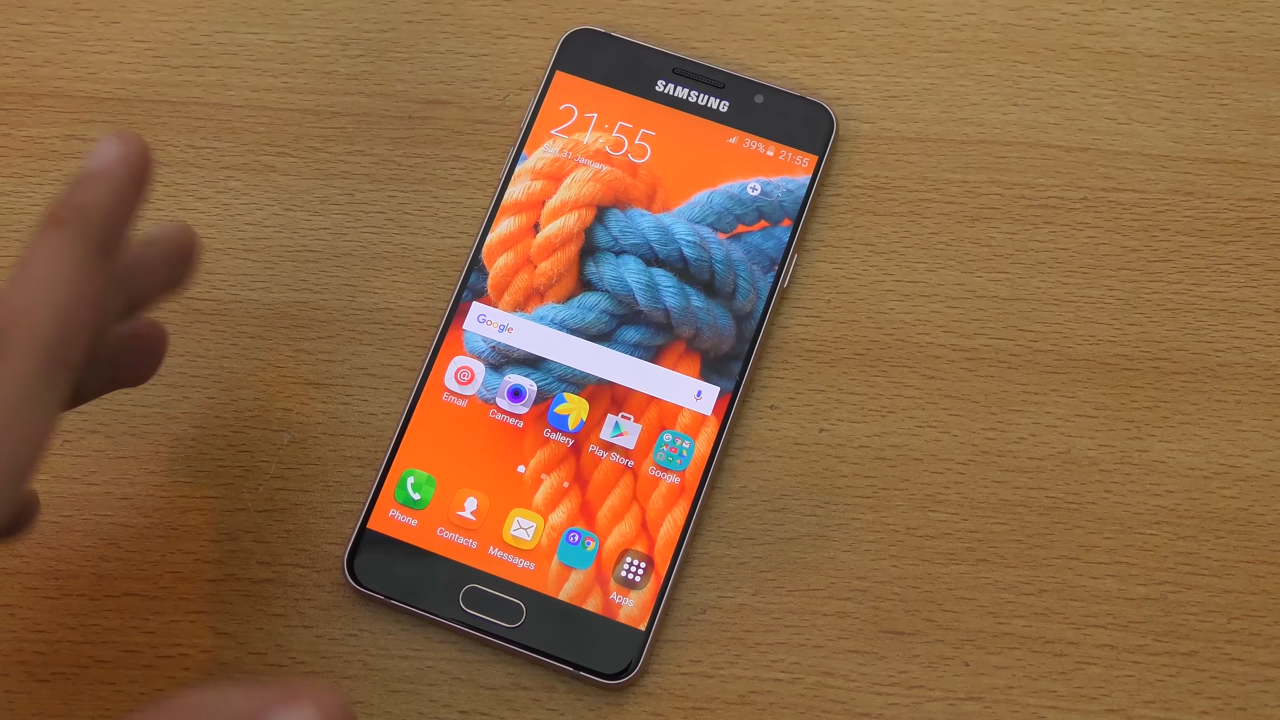 SAMSUNG
39% 21:55
21:55
Sun, 31 January
Google
Email
Camera
Gallery
Play Store
Google
Phone
Contacts
Messages
Apps